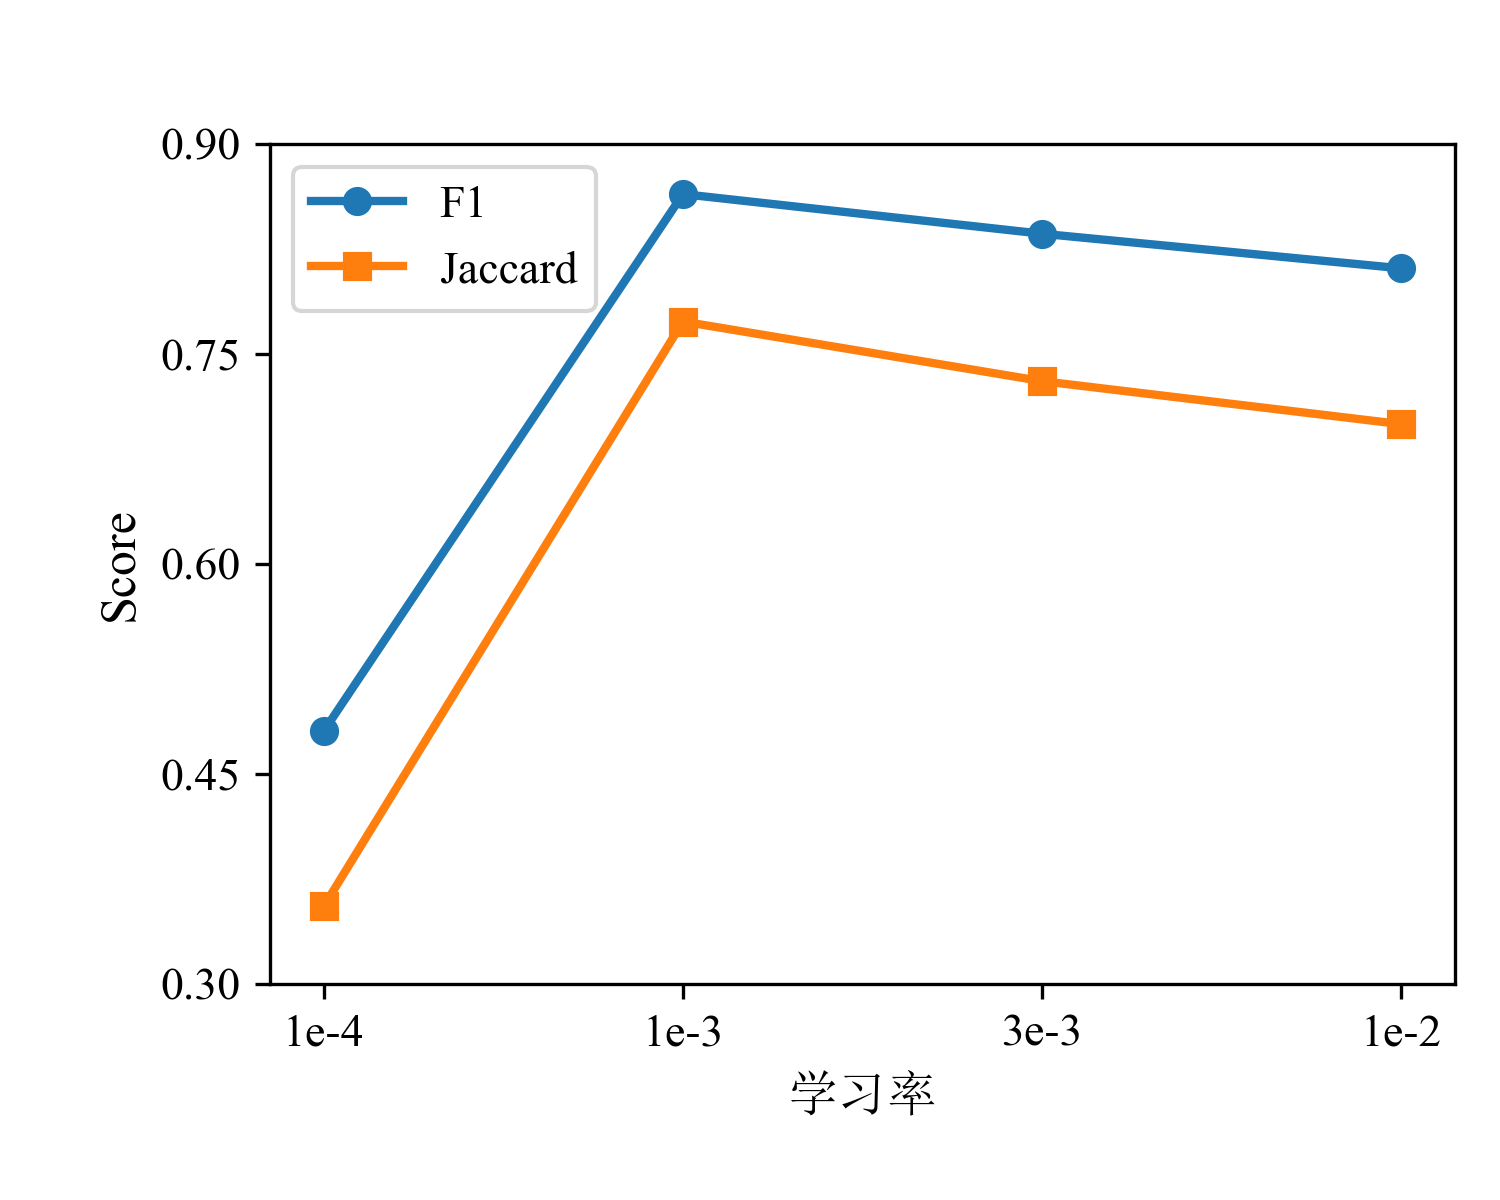 0.90
F1
Jaccard
0.75
0.60
Score
0.45
0.30
1e-4
1e-3
3e-3
1e-2
学习率